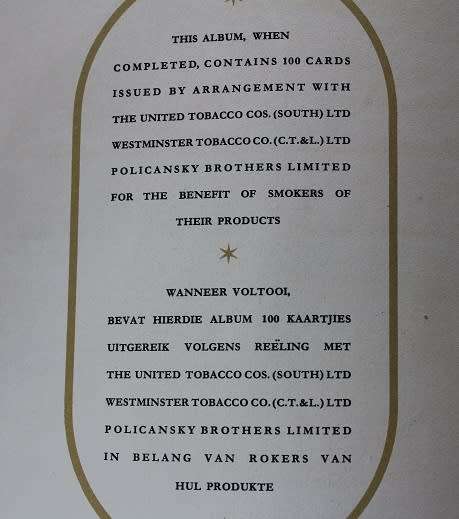 THIS ALBUM, WHEN
COMPLETED, CONTAINS 100 CARDS
ISSUED BY ARRANGEMENT WITH
THE UNITED TOBACCO COS. (SOUTH) LTD
WESTMINSTER TOBACCO CO. (C.T.&L.) LTD
POLICANSKY BROTHERS LIMITED
FOR THE BENEFIT OF SMOKERS OF
THEIR PRODUCTS
WANNEER VOLTOOI,
BEVAT HIERDIE ALBUM 100 KAARTJIES
UITGEREIK VOLGENS REËLING MET
THE UNITED TOBACCO COS. (SOUTH) LTD
WESTMINSTER TOBACCO CO. (C.T.&L.) LTD
POLICANSKY BROTHERS LIMITED
IN BELANG VAN ROKERS VAN
HUL PRODUKTE